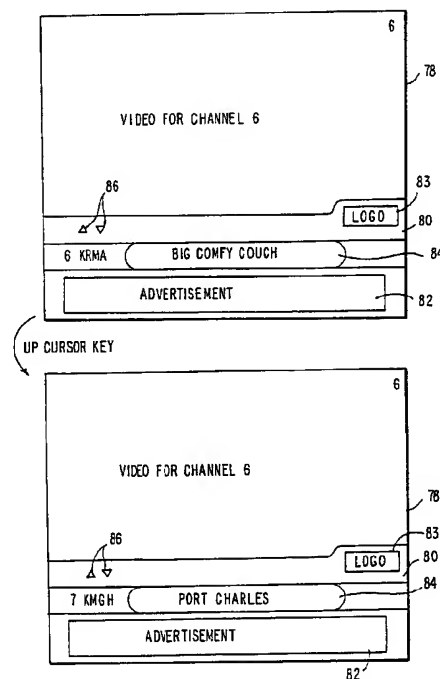 6
78
VIDEO FOR CHANNEL 6
86
83
LOGO
80
6 KRMA
BIG COMFY COUCH
84
ADVERTISEMENT
82
UP CURSOR KEY
6
VIDEO FOR CHANNEL 6
78
86
83
LOGO
80
7 KMGH
PORT CHARLES
84
ADVERTISEMENT
82